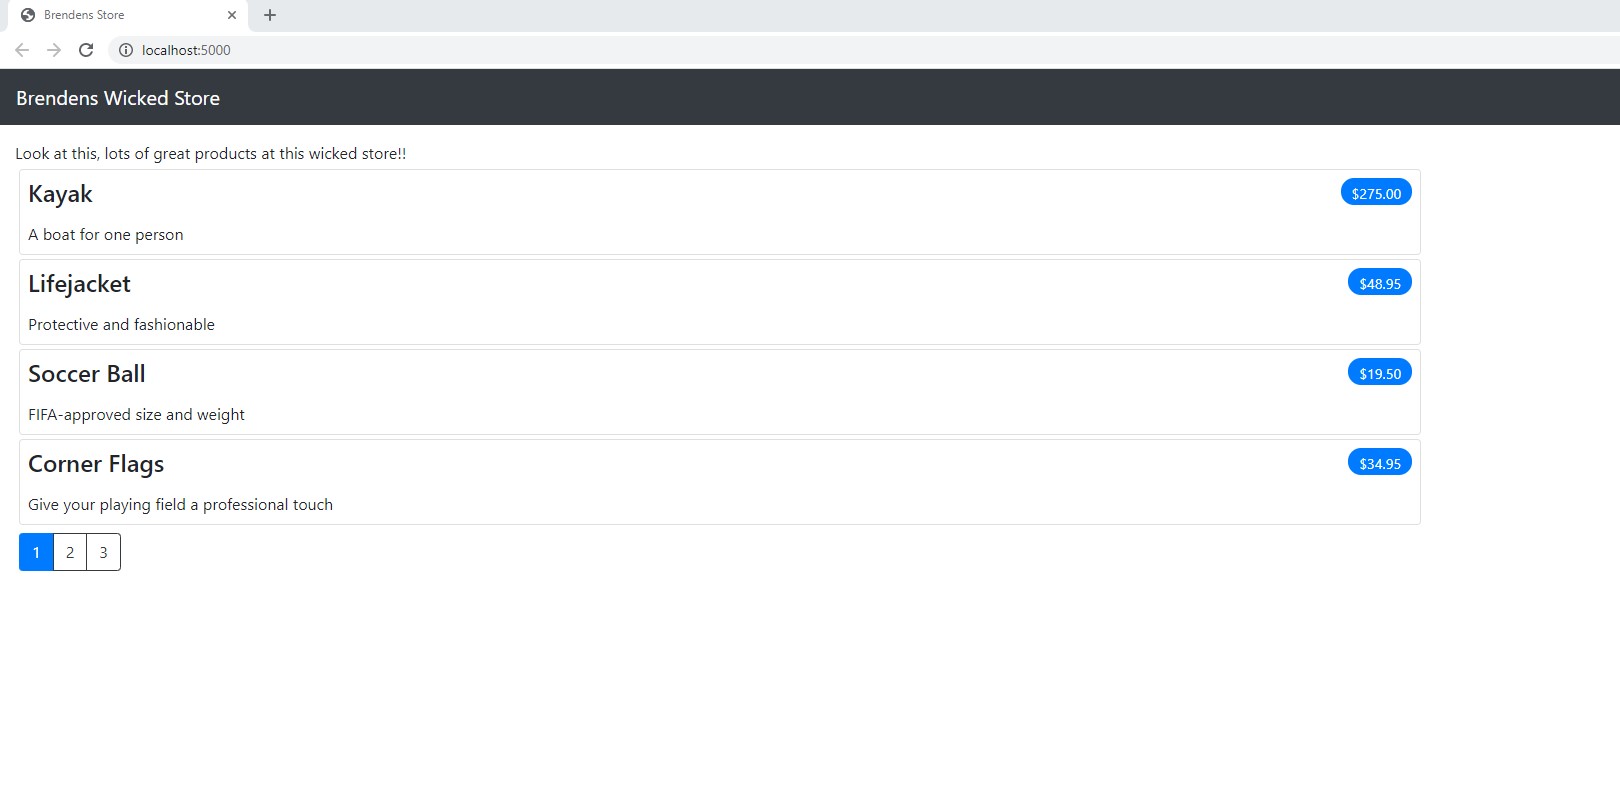 Brendens Store
localhost:5000
Brendens Wicked Store
Look at this, lots of great products at this wicked store!!
Kayak
$275.00
A boat for one person
Lifejacket
$48.95
Protective and fashionable
Soccer Ball
$19.50
FIFA-approved size and weight
Corner Flags
$34.95
Give your playing field a professional touch
1 2 3